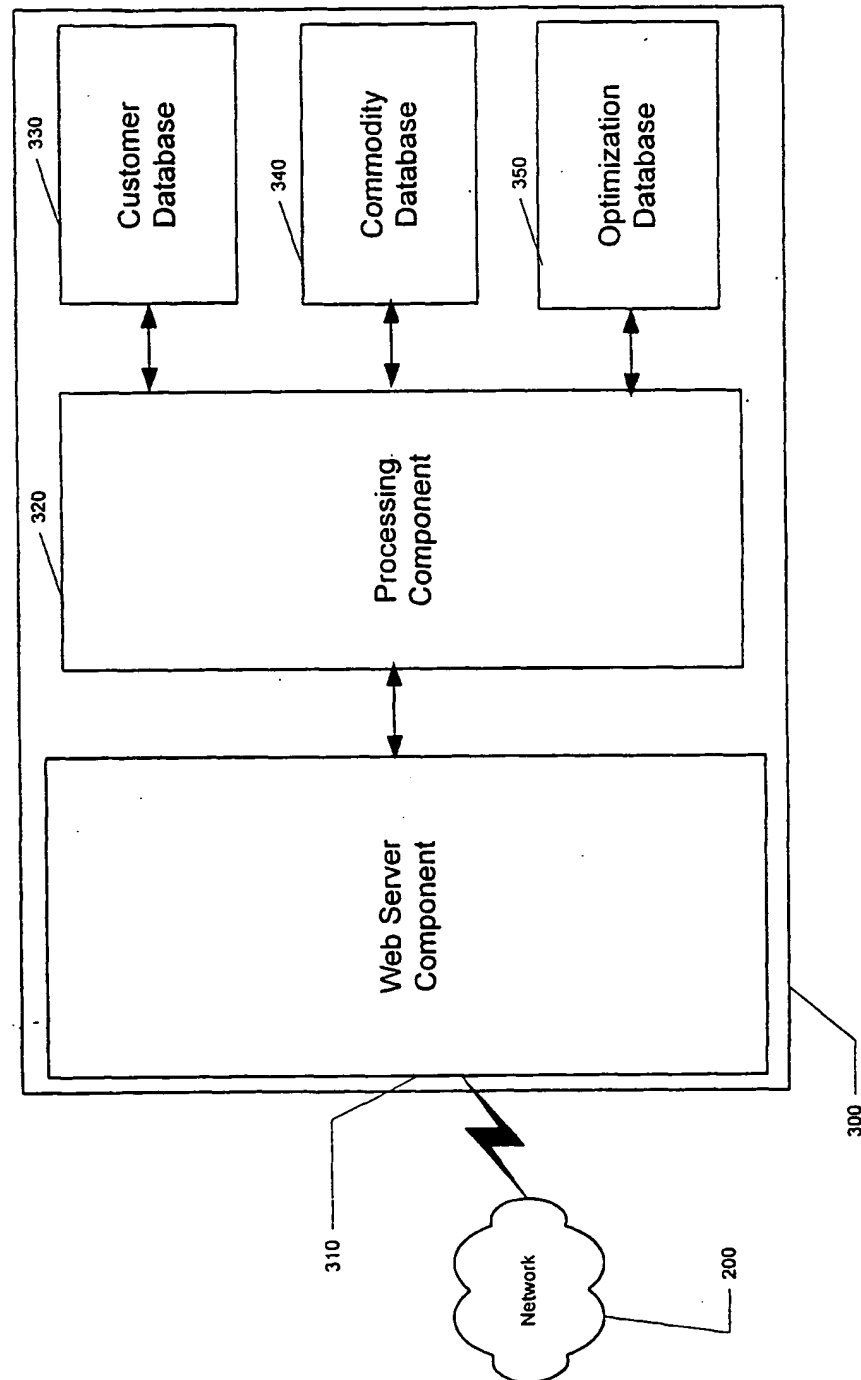 330
Customer
Database
340
Commodity
Database
350
Optimization
Database
320
Processing
Component
Web Server
Component
310
300
Network
200